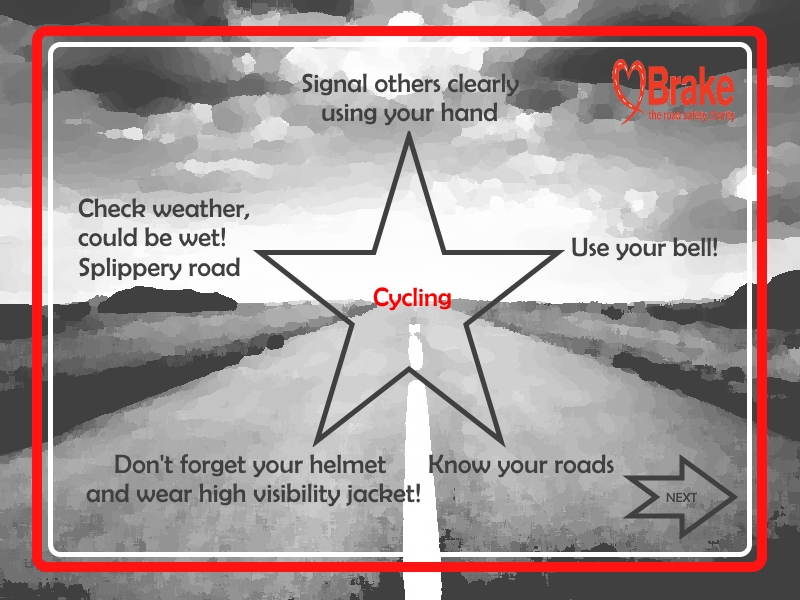 Signal others clearly
using your hand
Brake
the road safety charity
Check weather,
could be wet!
Splippery road
Use your bell!
Cycling
Don't forget your helmet
and wear high visibility jacket!
Know your roads
NEXT